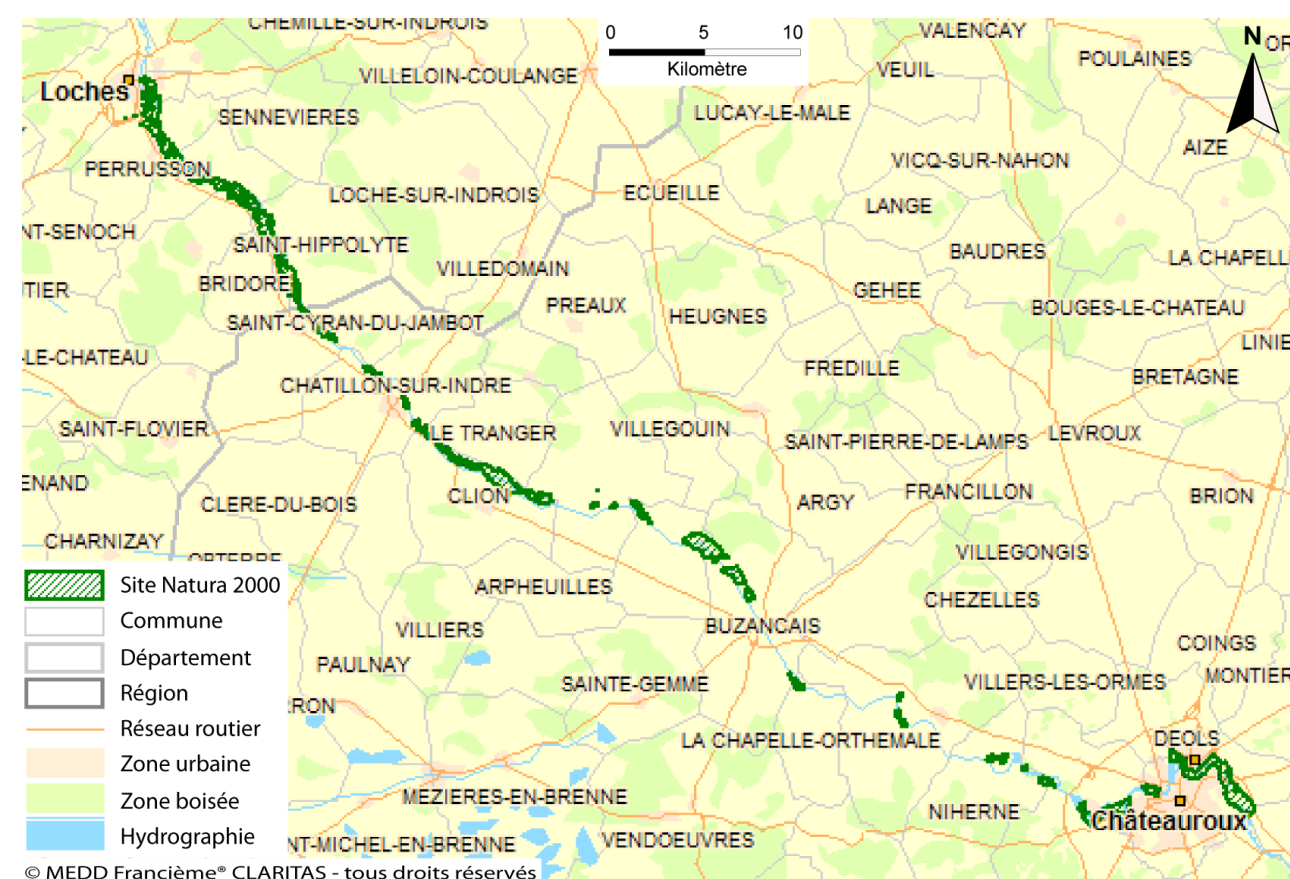 CHEMILLE-SUR-INDROIS
0 5 10
Kilomètre
VALENCAY
N
OR
POULAINES
VILLELOIN-COULANGE
VEUIL
Loches
SENNEVIERES
LUCAY-LE-MALE
AIZE
PERRUSSON
VICQ-SUR-NAHON
LOCHE-SUR-INDROIS
ECUEILLE
LANGE
NT-SENOCH
SAINT-HIPPOLYTE
BAUDRES
LA CHAPELL
VILLEDOMAIN
BRIDORE
TIER
GEHEE
PREAUX
HEUGNES
BOUGES-LE-CHATEAU
SAINT-CYRAN-DU-JAMBOT
LINIE
-LE-CHATEAU
FREDILLE
BRETAGNE
CHATILLON-SUR-INDRE
SAINT-FLOVIER
LE TRANGER
VILLEGOUIN
SAINT-PIERRE-DE-LAMPS
LEVROUX
ENAND
CLION
FRANCILLON
BRION
CLERE-DU-BOIS
ARGY
CHARNIZAY
OBTERRE
VILLEGONGIS
ARPHEUILLES
CHEZELLES
VILLIERS
BUZANCAIS
COINGS
PAULNAY
SAINTE-GEMME
VILLERS-LES-ORMES
MONTIER
RRON
LA CHAPELLE-ORTHEMALE
DEOLS
MEZIERES-EN-BRENNE
NIHERNE
Châteauroux
NT-MICHEL-EN-BRENNE
VENDOEUVRES
Site Natura 2000
Commune
Département
Région
Réseau routier
Zone urbaine
Zone boisée
Hydrographie
© MEDD Francième® CLARITAS - tous droits réservés